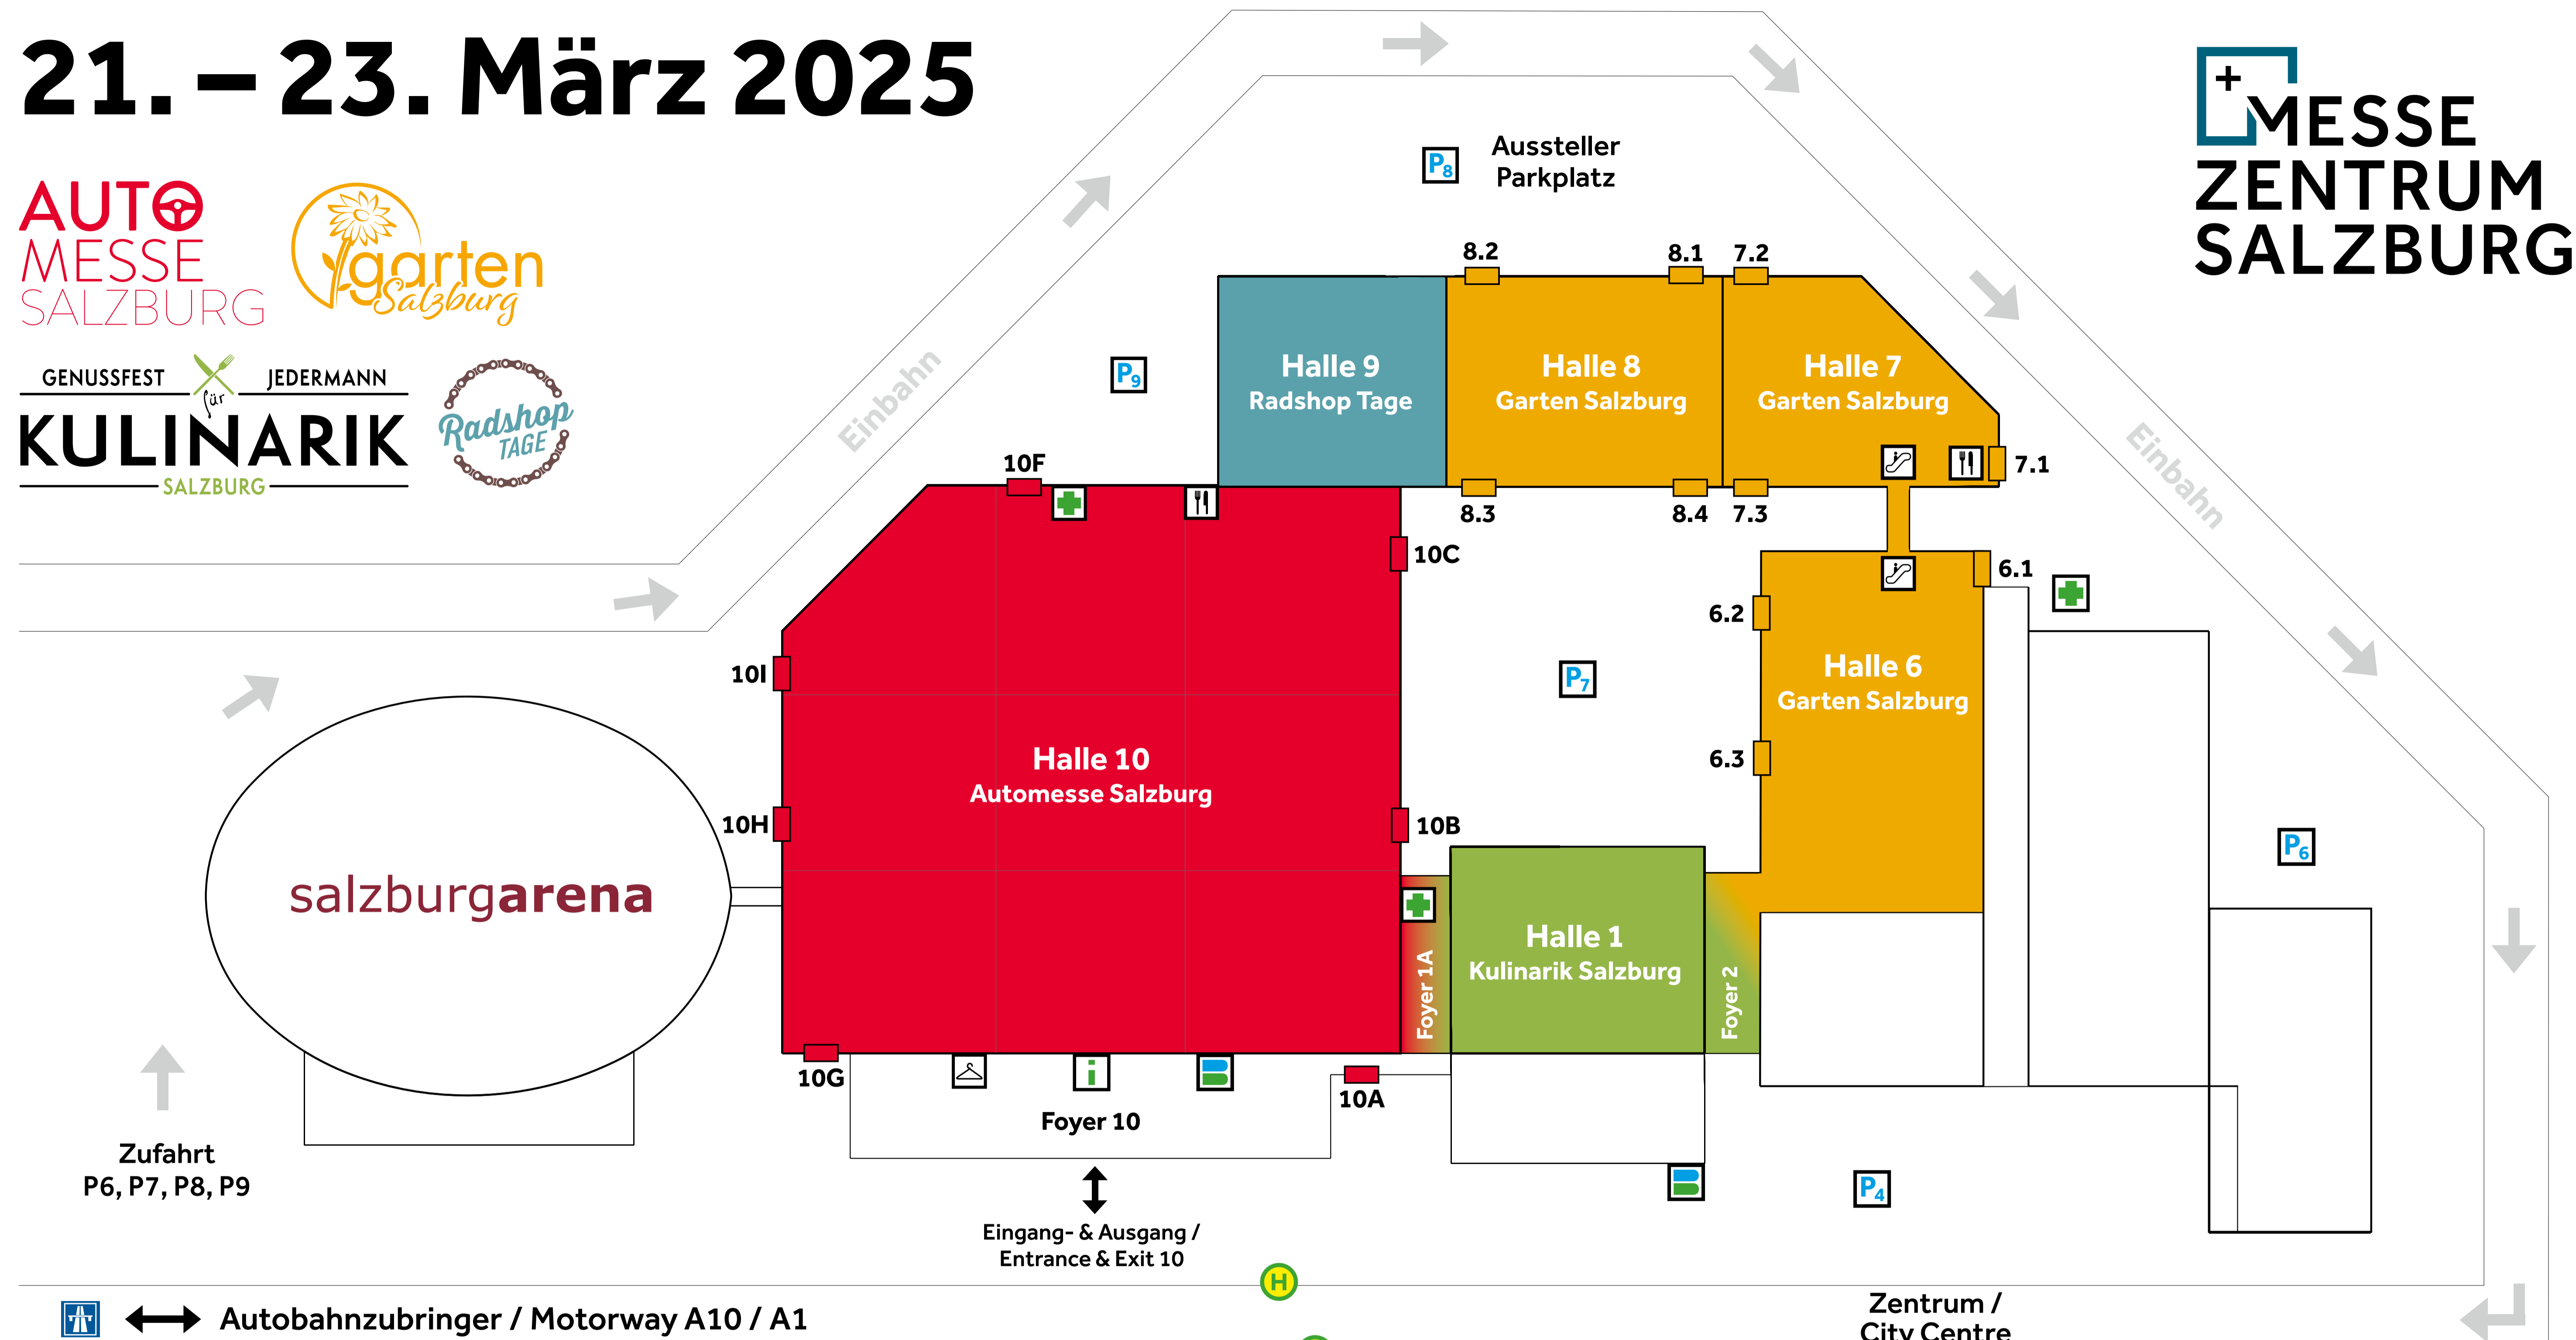 21. – 23. März 2025
AUTO
MESSE
SALZBURG
garten
Salzburg
GENUSSFEST für JEDERMANN
KULINARIK
SALZBURG
Radshop
TAGE
+MESSE
ZENTRUM
SALZBURG
P8
Aussteller
Parkplatz
8.2
8.1
7.2
Einbahn
P9
Halle 9
Radshop Tage
Halle 8
Garten Salzburg
Halle 7
Garten Salzburg
Einbahn
7.1
10F
8.3
8.4
7.3
10C
6.1
6.2
10I
P7
Halle 6
Garten Salzburg
Halle 10
Automesse Salzburg
6.3
10H
10B
P6
salzburgarena
Foyer 1A
Halle 1
Kulinarik Salzburg
Foyer 2
10G
i
10A
Foyer 10
Zufahrt
P6, P7, P8, P9
P4
Eingang- & Ausgang /
Entrance & Exit 10
H
Autobahnzubringer / Motorway A10 / A1
Zentrum /
City Centre